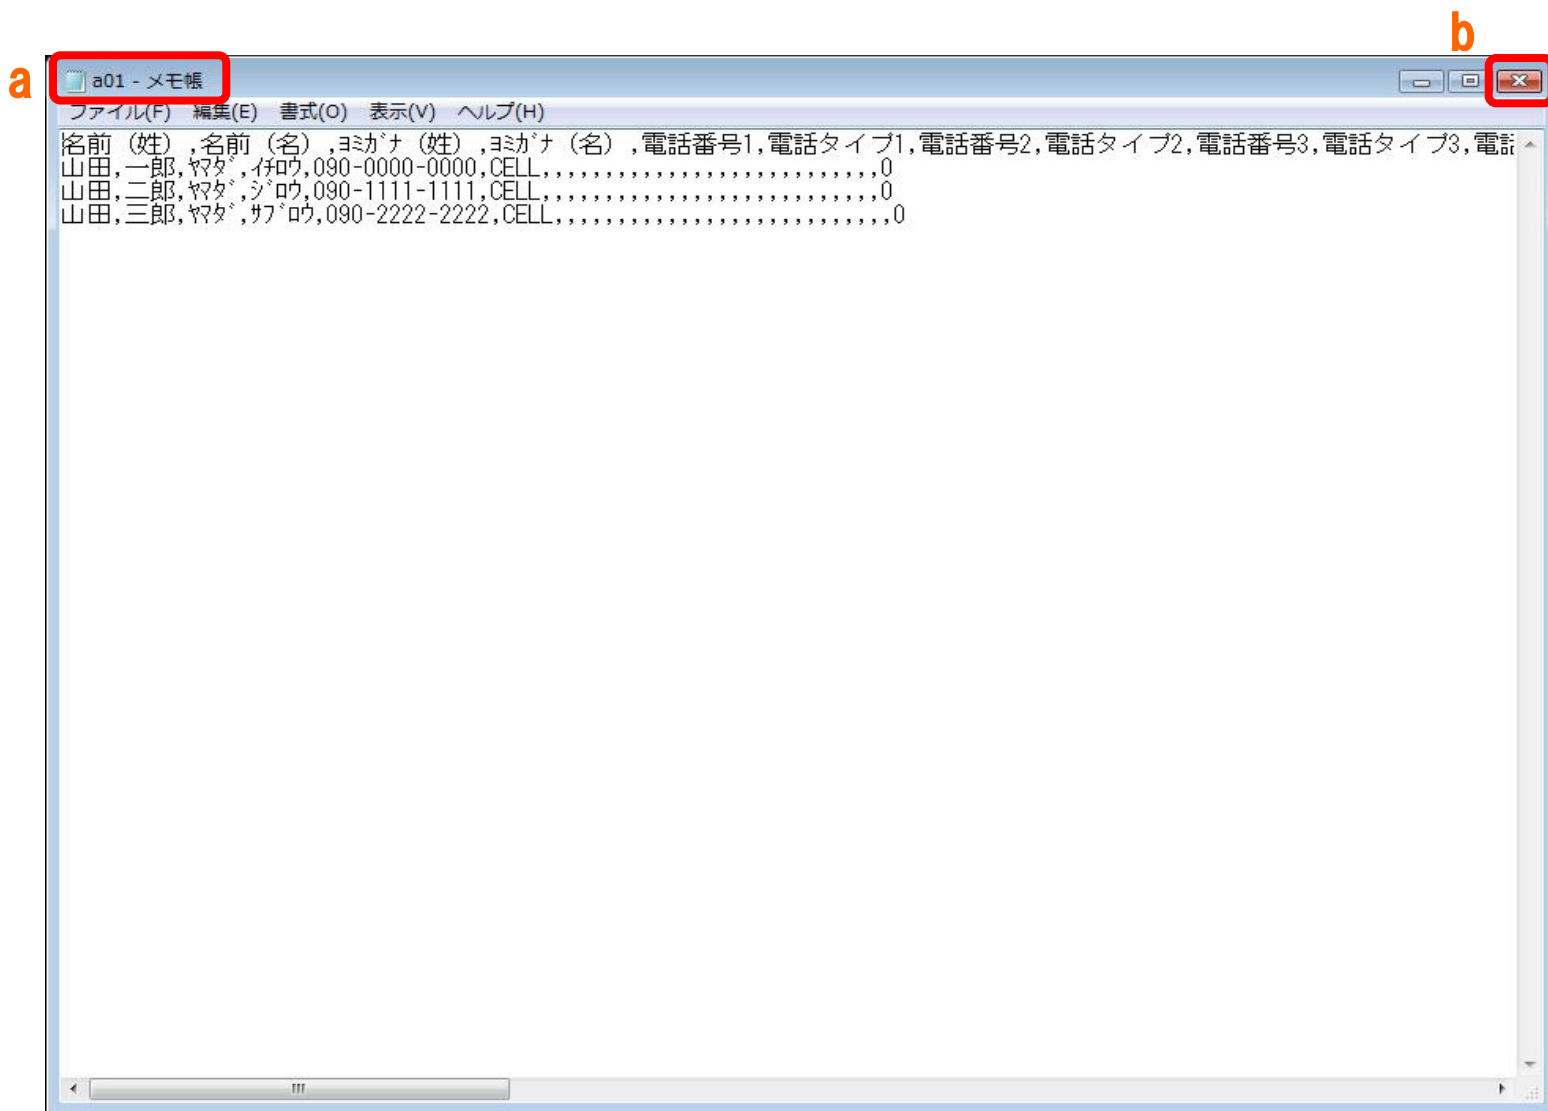 b
a
a01 - メモ帳
ファイル(F) 編集(E) 書式(O) 表示(V) ヘルプ(H)
名前（姓）,名前（名）,ﾖﾐｶﾞﾅ（姓）,ﾖﾐｶﾞﾅ（名）,電話番号1,電話タイプ1,電話番号2,電話タイプ2,電話番号3,電話タイプ3,電話
山田,一郎,ﾔﾏﾀﾞ,ｲﾁﾛｳ,090-0000-0000,CELL,,,,,,,,,,,,,,,,,,,,,,,,,,,0
山田,二郎,ﾔﾏﾀﾞ,ｼﾞﾛｳ,090-1111-1111,CELL,,,,,,,,,,,,,,,,,,,,,,,,,,,0
山田,三郎,ﾔﾏﾀﾞ,ｻﾌﾞﾛｳ,090-2222-2222,CELL,,,,,,,,,,,,,,,,,,,,,,,,,,,0